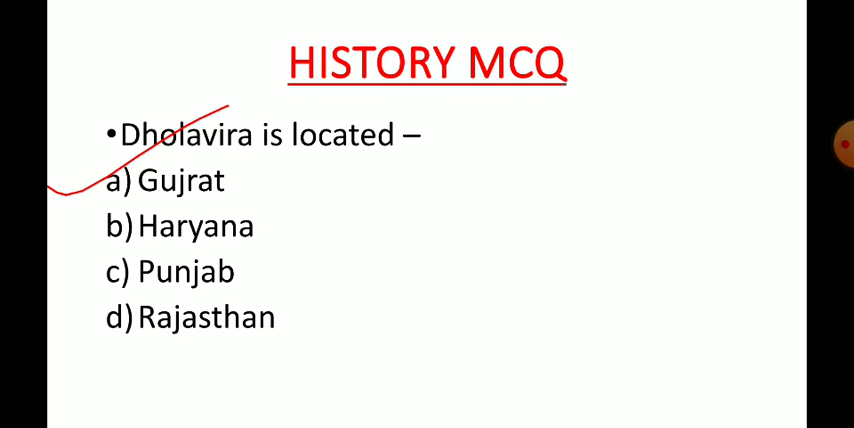 HISTORY MCQ
•Dholavira is located –
a) Gujrat
b) Haryana
c) Punjab
d) Rajasthan